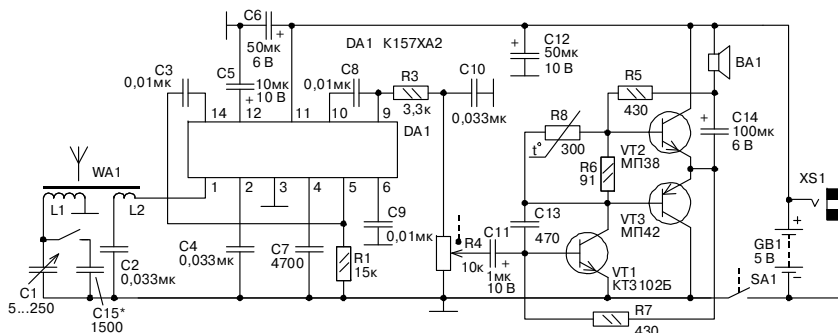 C6
50мк
6 В
DA1 К157ХА2
C12
50мк
10 В
BA1
C3
0,01мк
C5
10мк
10 В
C8
0,01мк
R3
3,3к
C10
0,033мк
R5
430
C14
100мк
6 В
14
12
11
10
9
DA1
R8
300
t°
VT2
МП38
R6
91
XS1
WA1
L1
L2
1
2
3
4
5
6
C9
0,01мк
C13
470
VT3
МП42
C4
0,033мк
C7
4700
R1
15к
R4
10к
C11
1мк
10 В
VT1
КТ3102Б
GB1
5 В
SA1
C2
0,033мк
C1
5...250
C15*
1500
R7
430